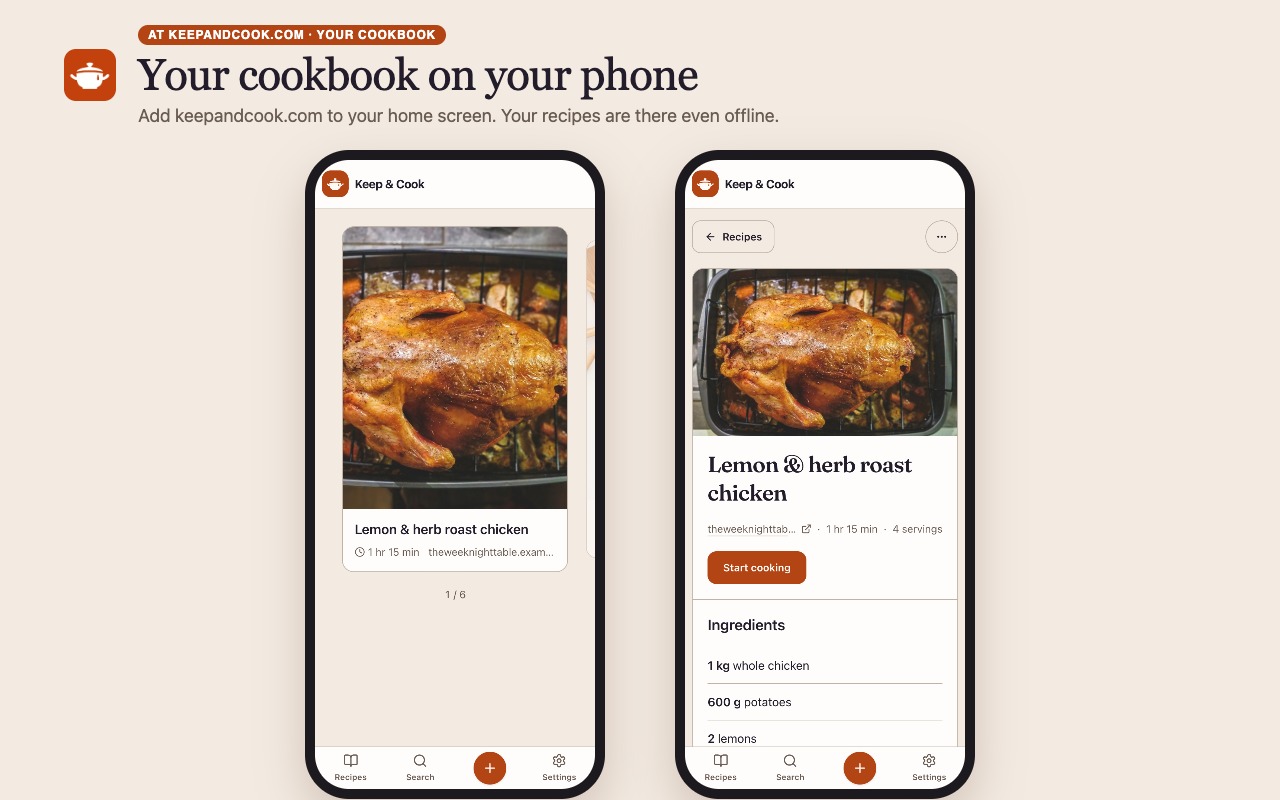 AT KEEPANDCOOK.COM · YOUR COOKBOOK
Your cookbook on your phone
Add keepandcook.com to your home screen. Your recipes are there even offline.
Keep & Cook
Lemon & herb roast chicken
1 hr 15 min theweeknighttable.exam...
1 / 6
Recipes Search Settings
Keep & Cook
Recipes
Lemon & herb roast
chicken
theweeknighttab... · 1 hr 15 min · 4 servings
Start cooking
Ingredients
1 kg whole chicken
600 g potatoes
2 lemons
Recipes Search Settings